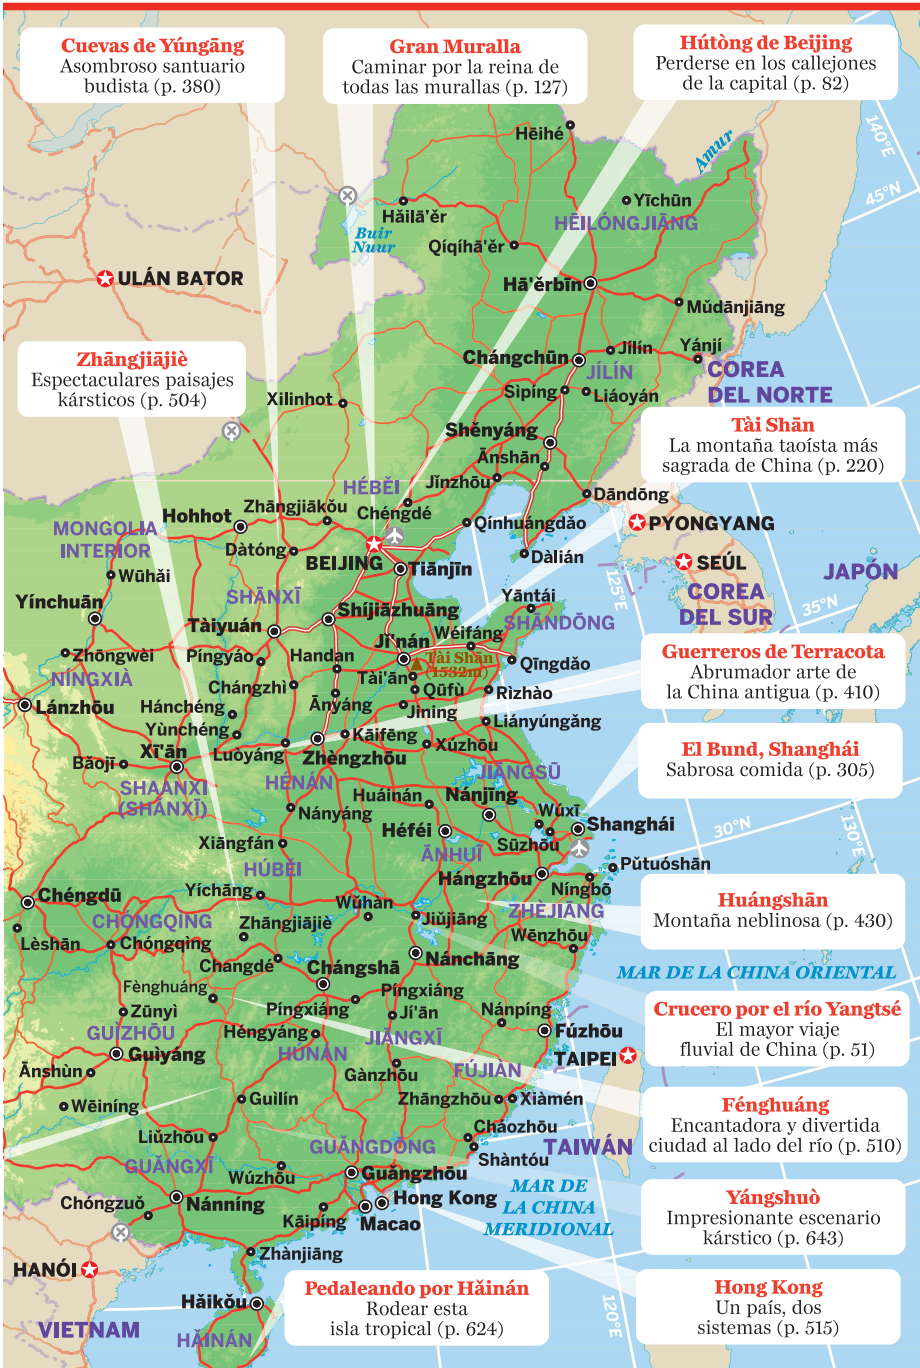 Cuevas de Yúngāng
Asombroso santuario
budista (p. 380)
Gran Muralla
Caminar por la reina de
todas las murallas (p. 127)
Hútòng de Beijing
Perderse en los callejones
de la capital (p. 82)
140°E
45°N
Amur
Hēihé
Yīchūn
Hǎilā'ěr
HĒILÓNGJIĀNG
Buir
Nuur
Qíqíhā'ěr
ULÁN BATOR
Hā'ěrbīn
Mǔdānjiāng
Zhāngjiājiè
Espectaculares paisajes
kársticos (p. 504)
Chángchūn
Jílín
Yánjí
JÍLÍN
COREA
DEL NORTE
Xilinhot
Sìpíng
Liáoyán
Tài Shān
La montaña taoísta más
sagrada de China (p. 220)
Shěnyáng
Ānshān
Jǐnzhōu
HÉBĚI
Dāndōng
Zhāngjiākǒu
Chéngdé
Hohhot
Qínhuángdǎo
PYONGYANG
MONGOLIA
INTERIOR
Dàtóng
BEIJING
Dàlián
SEÚL
Wūhǎi
Tiānjīn
JAPÓN
125°E
COREA
DEL SUR
35°N
SHĀNXĪ
Yántái
Yínchuān
Shíjiāzhuāng
SHĀNDŌNG
Tàiyuán
Jǐ'nán
Wéifāng
Zhōngwèi
Píngyáo
Handan
Tài Shān
(1532m)
Qīngdǎo
Guerreros de Terracota
Abrumador arte de
la China antigua (p. 410)
NÍNGXIÀ
Chángzhì
Tài'ān
Qūfù
Rìzhào
Lánzhōu
Hánchéng
Ānyáng
Jìníng
Yùnchéng
Kāifēng
Liányúngǎng
Xī'ān
Luòyáng
Zhèngzhōu
Xúzhōu
Bǎojī
El Bund, Shanghái
Sabrosa comida (p. 305)
SHAANXI
(SHÁNXĪ)
HÉNÁN
JIĀNGSŪ
Huáinán
Nánjīng
Nányáng
Wúxī
Shanghái
30°N
130°E
Xiāngfán
Héféi
Sūzhōu
ĀNHUĪ
HÚBĚI
Pǔtuóshān
Hángzhōu
Níngbō
Chéngdū
Yíchāng
Wǔhàn
Huángshān
Montaña neblinosa (p. 430)
CHÓNGQÌNG
Zhāngjiājiè
Jiǔjiāng
ZHÈJIĀNG
Lèshān
Chóngqìng
Wēnzhōu
Changdé
Nánchāng
Chángshā
MAR DE LA CHINA ORIENTAL
Fènghuáng
Píngxiáng
Crucero por el río Yangtsé
El mayor viaje
fluvial de China (p. 51)
Zūnyì
Píngxiáng
Jí'ān
Nánpíng
GUÌZHŌU
Héngyáng
JIĀNGXĪ
Fúzhōu
Guìyáng
HÚNÁN
TAIPEI
Ānshùn
Gànzhōu
FÚJIÀN
Wēiníng
Guìlín
Zhāngzhōu
Xiàmén
Fénghuáng
Encantadora y divertida
ciudad al lado del río (p. 510)
Liǔzhōu
Cháozhōu
GUǍNGDŌNG
TAIWÁN
Shàntóu
GUǍNGXĪ
Wúzhōu
Guǎngzhōu
MAR DE
LA CHINA
MERIDIONAL
Yángshuò
Impresionante escenario
kárstico (p. 643)
Chóngzuǒ
Nánníng
Hong Kong
Kāipíng
Macao
Zhànjiāng
HANÓI
Pedaleando por Hǎinán
Rodear esta
isla tropical (p. 624)
Hong Kong
Un país, dos
sistemas (p. 515)
Hǎikǒu
120°E
VIETNAM
HǍINÁN